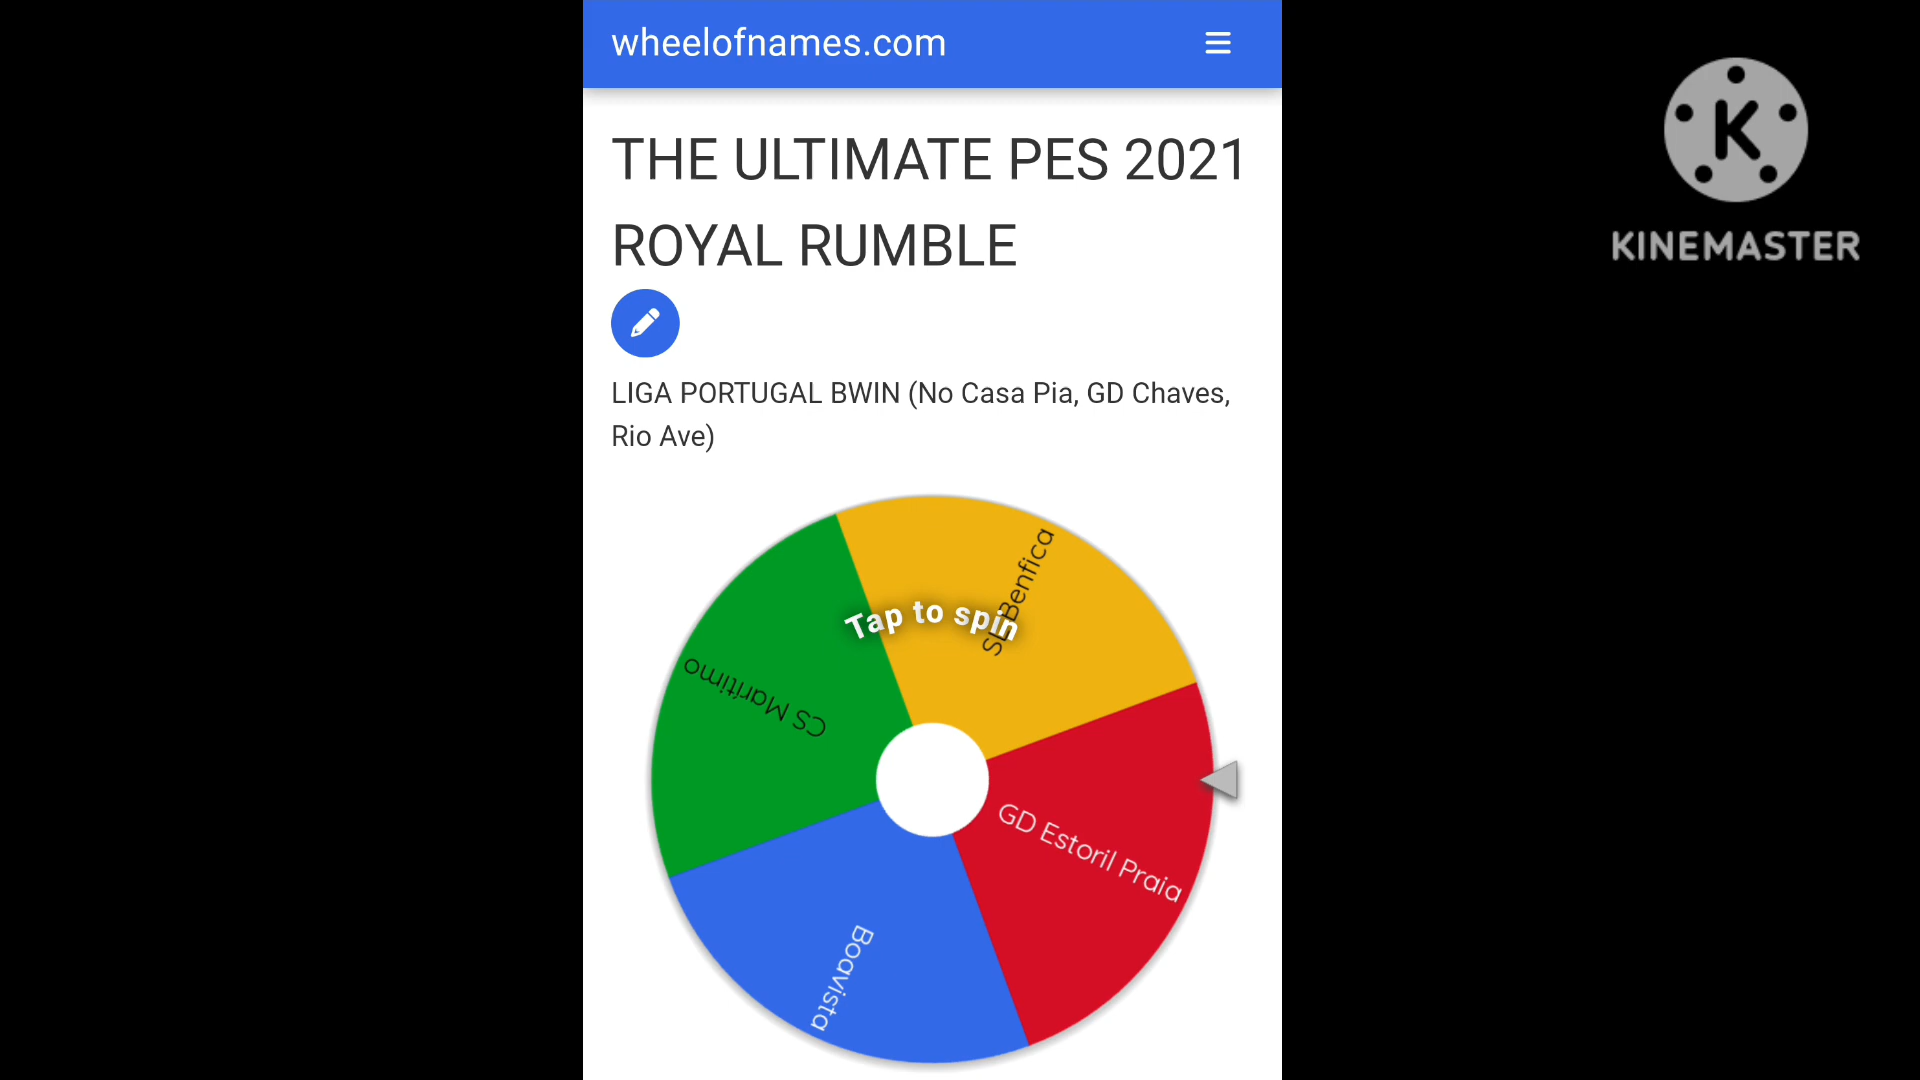 wheelofnames.com
THE ULTIMATE PES 2021
ROYAL RUMBLE
LIGA PORTUGAL BWIN (No Casa Pia, GD Chaves,
Rio Ave)
Tap to spin
SL Benfica
CS Marítimo
GD Estoril Praia
Boavista
K
KINEMASTER